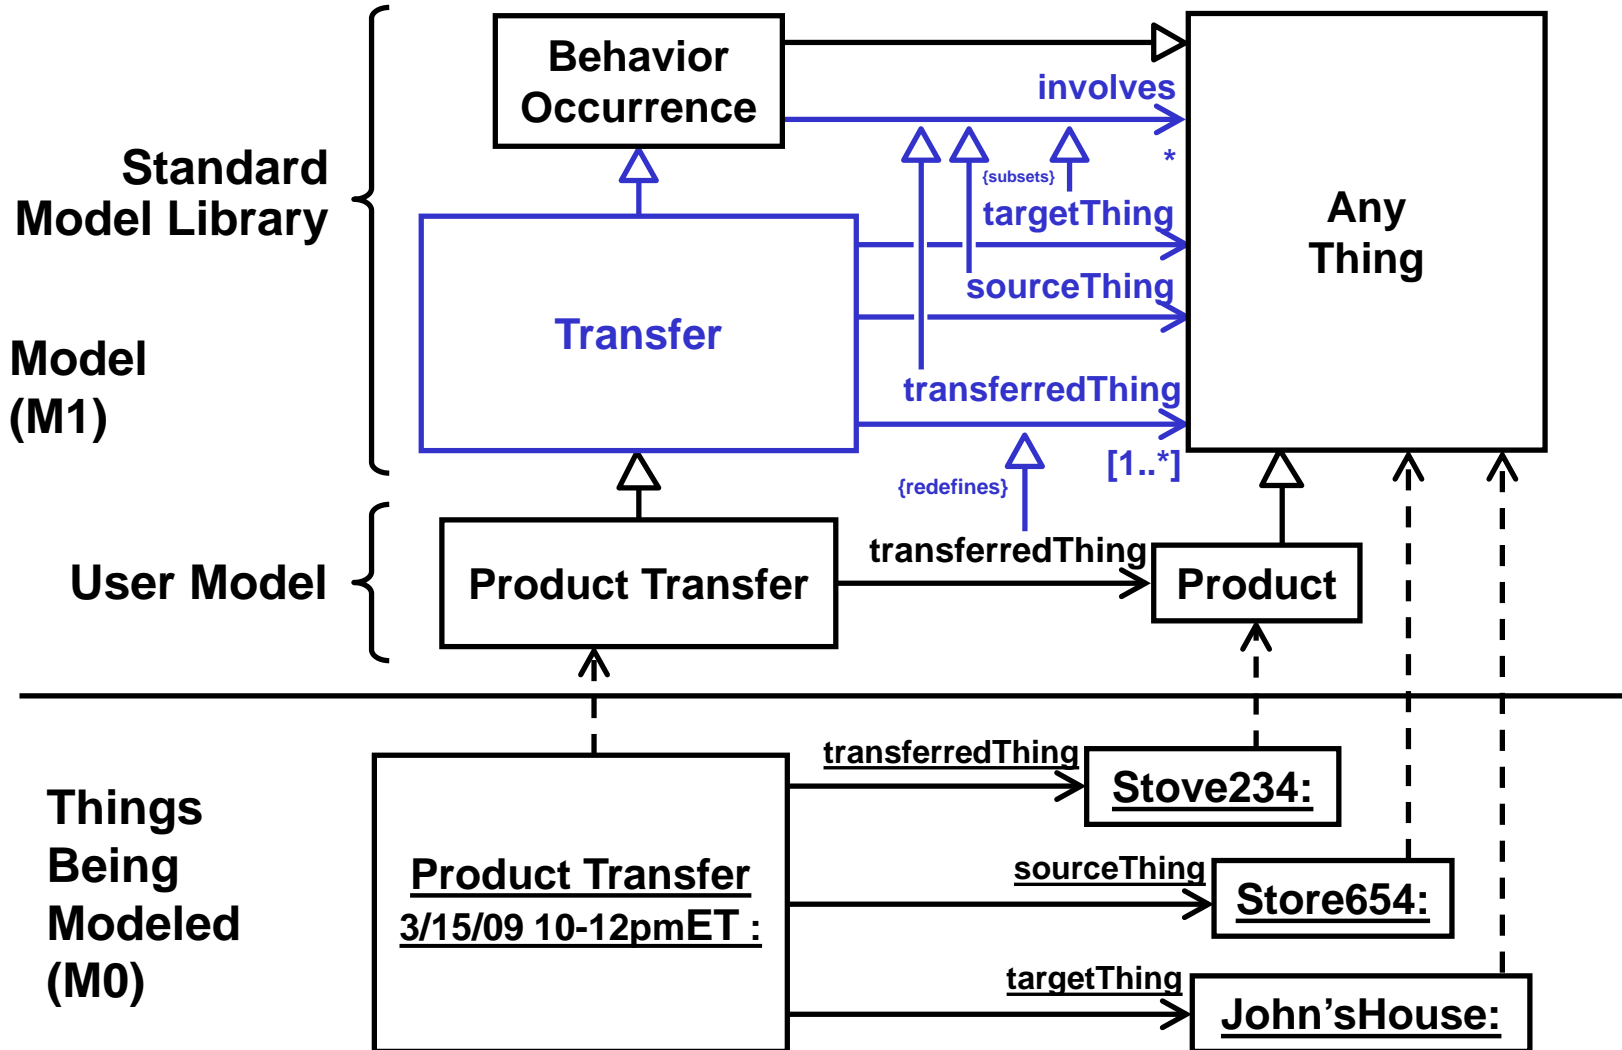 Behavior
Occurrence
involves
*
{subsets}
Standard
Model Library
targetThing
Any
Thing
sourceThing
Transfer
Model
(M1)
transferredThing
[1..*]
{redefines}
transferredThing
User Model
Product Transfer
Product
transferredThing
Stove234:
Things
Being
Modeled
(M0)
Product Transfer
3/15/09 10-12pmET :
sourceThing
Store654:
targetThing
John’sHouse: